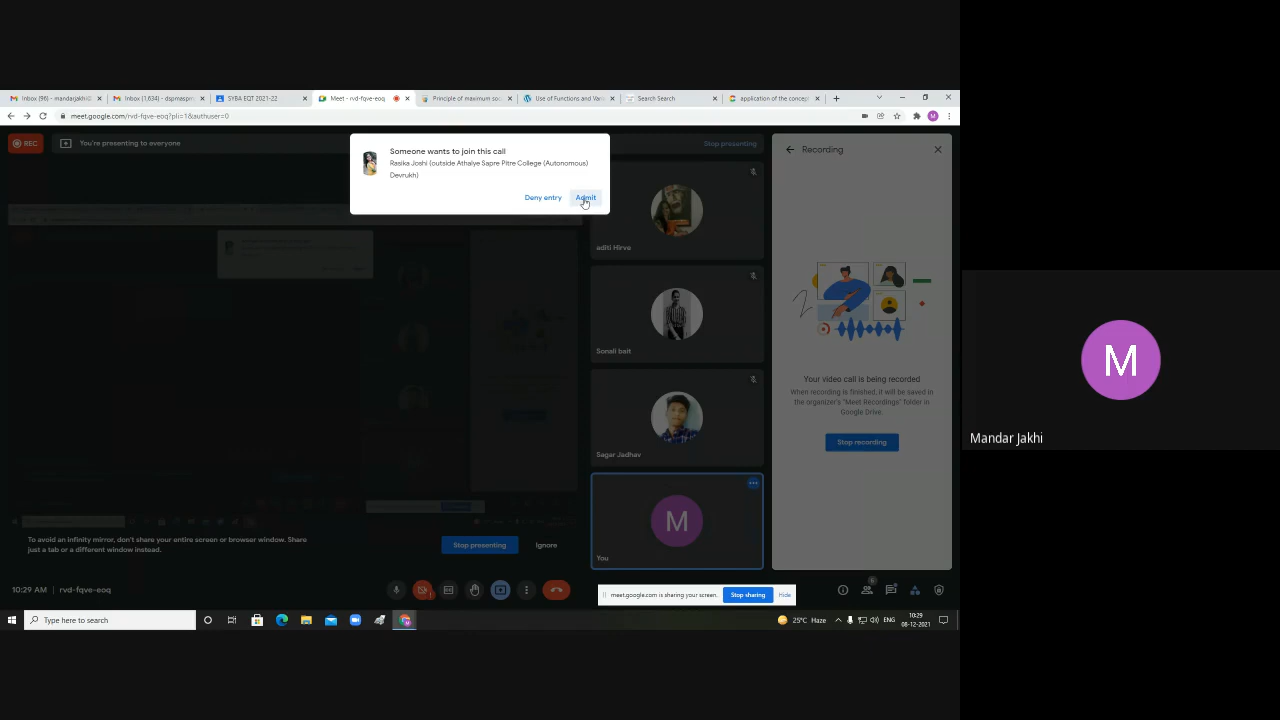 Inbox (96) - mandarjakhi@
Inbox (1,634) - dspmaspm
SYBA EQT 2021-22
Meet - rvd-fqve-eoq
Principle of maximum soc
Use of Functions and Vari
Search Search
application of the concep
meet.google.com/rvd-fqve-eoq?pli=1&authuser=0
REC
You're presenting to everyone
Stop presenting
Someone wants to join this call
Rasika Joshi (outside Athalye Sapre Pitre College (Autonomous)
Devrukh)
Deny entry
Admit
Recording
aditi Hirve
Sonali bait
Sagar Jadhav
M
You
Your video call is being recorded
When recording is finished, it will be saved in
the organizer's "Meet Recordings" folder in
Google Drive.
Stop recording
To avoid an infinity mirror, don't share your entire screen or browser window. Share
just a tab or a different window instead.
Stop presenting
Ignore
10:29 AM | rvd-fqve-eoq
meet.google.com is sharing your screen.
Stop sharing
Hide
Type here to search
25°C Haze
ENG
10:29
08-12-2021
M
Mandar Jakhi